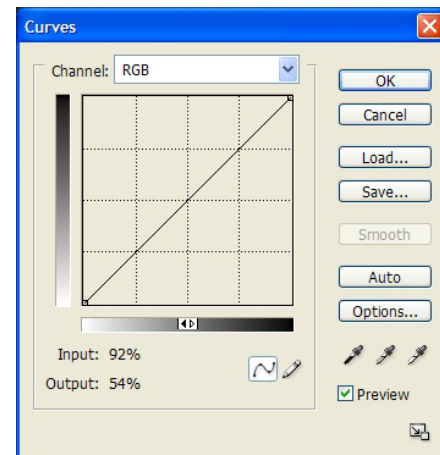 Curves
Channel: RGB
OK
Cancel
Load...
Save...
Smooth
Auto
Options...
Input: 92%
Output: 54%
Preview